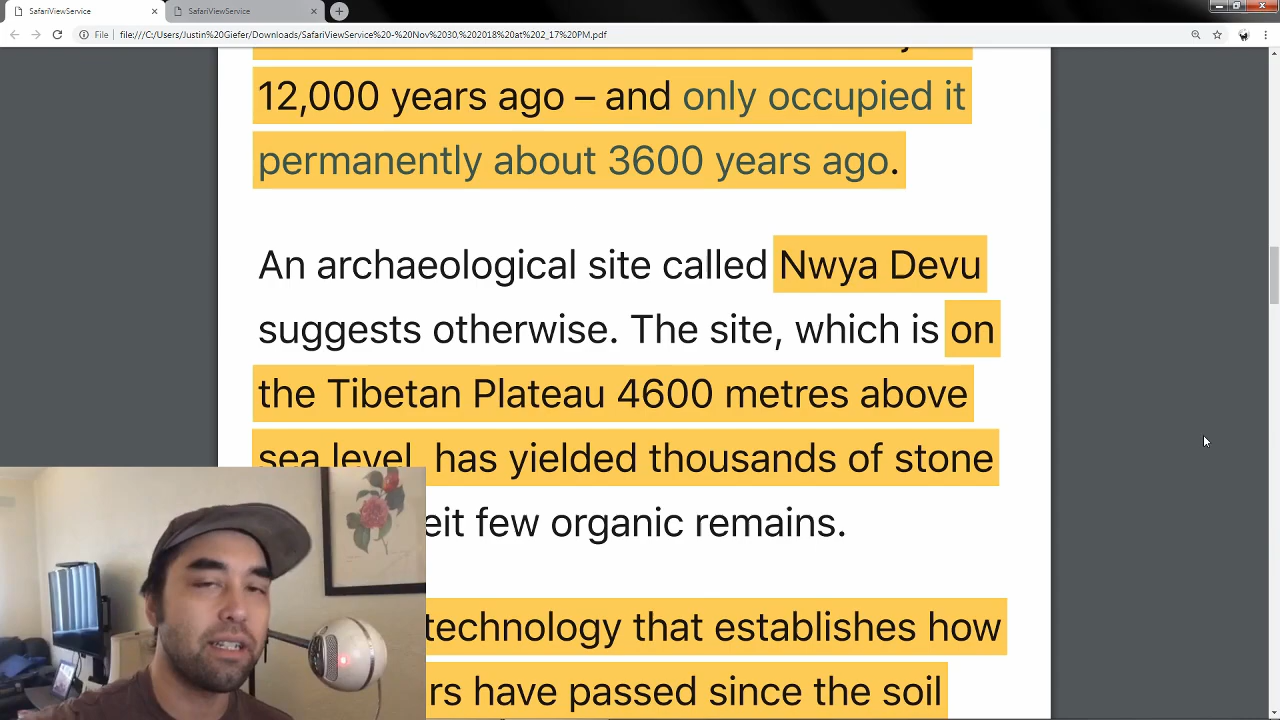 SafariViewService
SafariViewService
File
file:///C:/Users/Justin%20Giefer/Downloads/SafariViewService%20-%20Nov%2030,%202018%20at%202_17%20PM.pdf
12,000 years ago – and only occupied it
permanently about 3600 years ago.
An archaeological site called Nwya Devu
suggests otherwise. The site, which is on
the Tibetan Plateau 4600 metres above
sea level, has yielded thousands of stone
eit few organic remains.
technology that establishes how
rs have passed since the soil